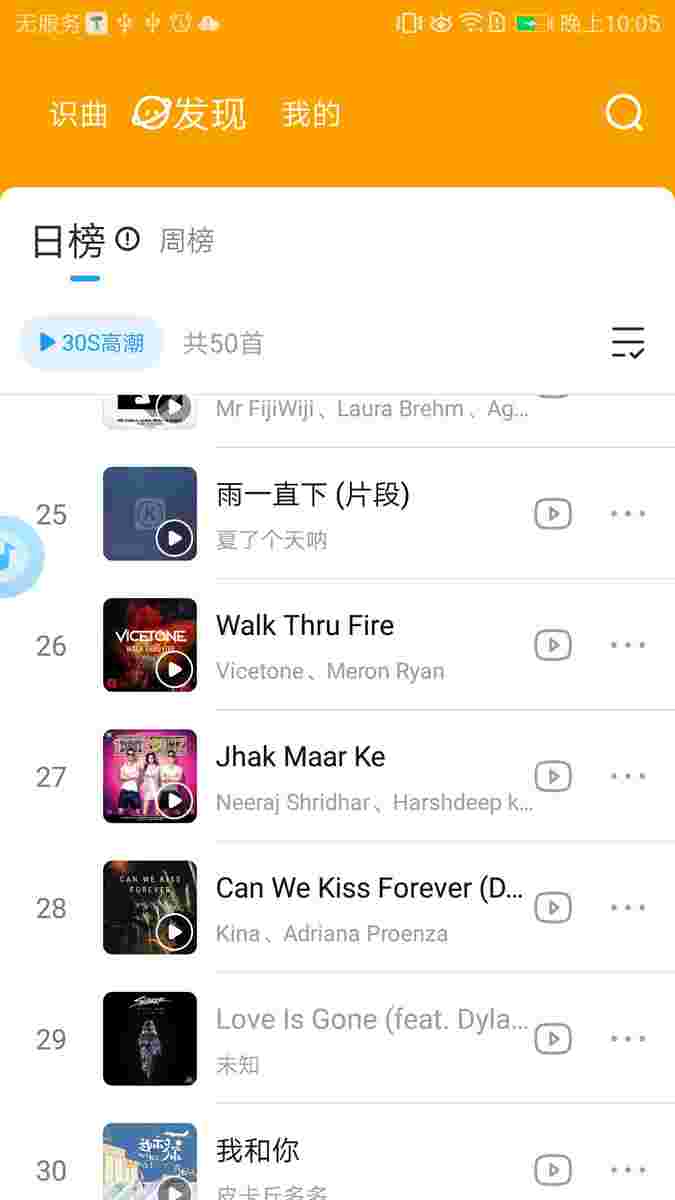 无服务 晚上10:05
识曲 发现 我的
日榜 周榜
30S高潮 共50首
Mr FijiWiji、Laura Brehm、Ag...
25 雨一直下 (片段)
夏了个天呐
VICETONE
WALK THRU FIRE
26 Walk Thru Fire
Vicetone、Meron Ryan
27 Jhak Maar Ke
Neeraj Shridhar、Harshdeep k...
CAN WE KISS
FOREVER
28 Can We Kiss Forever (D...
Kina、Adriana Proenza
29 Love Is Gone (feat. Dyla...
未知
30 我和你
皮卡丘多多